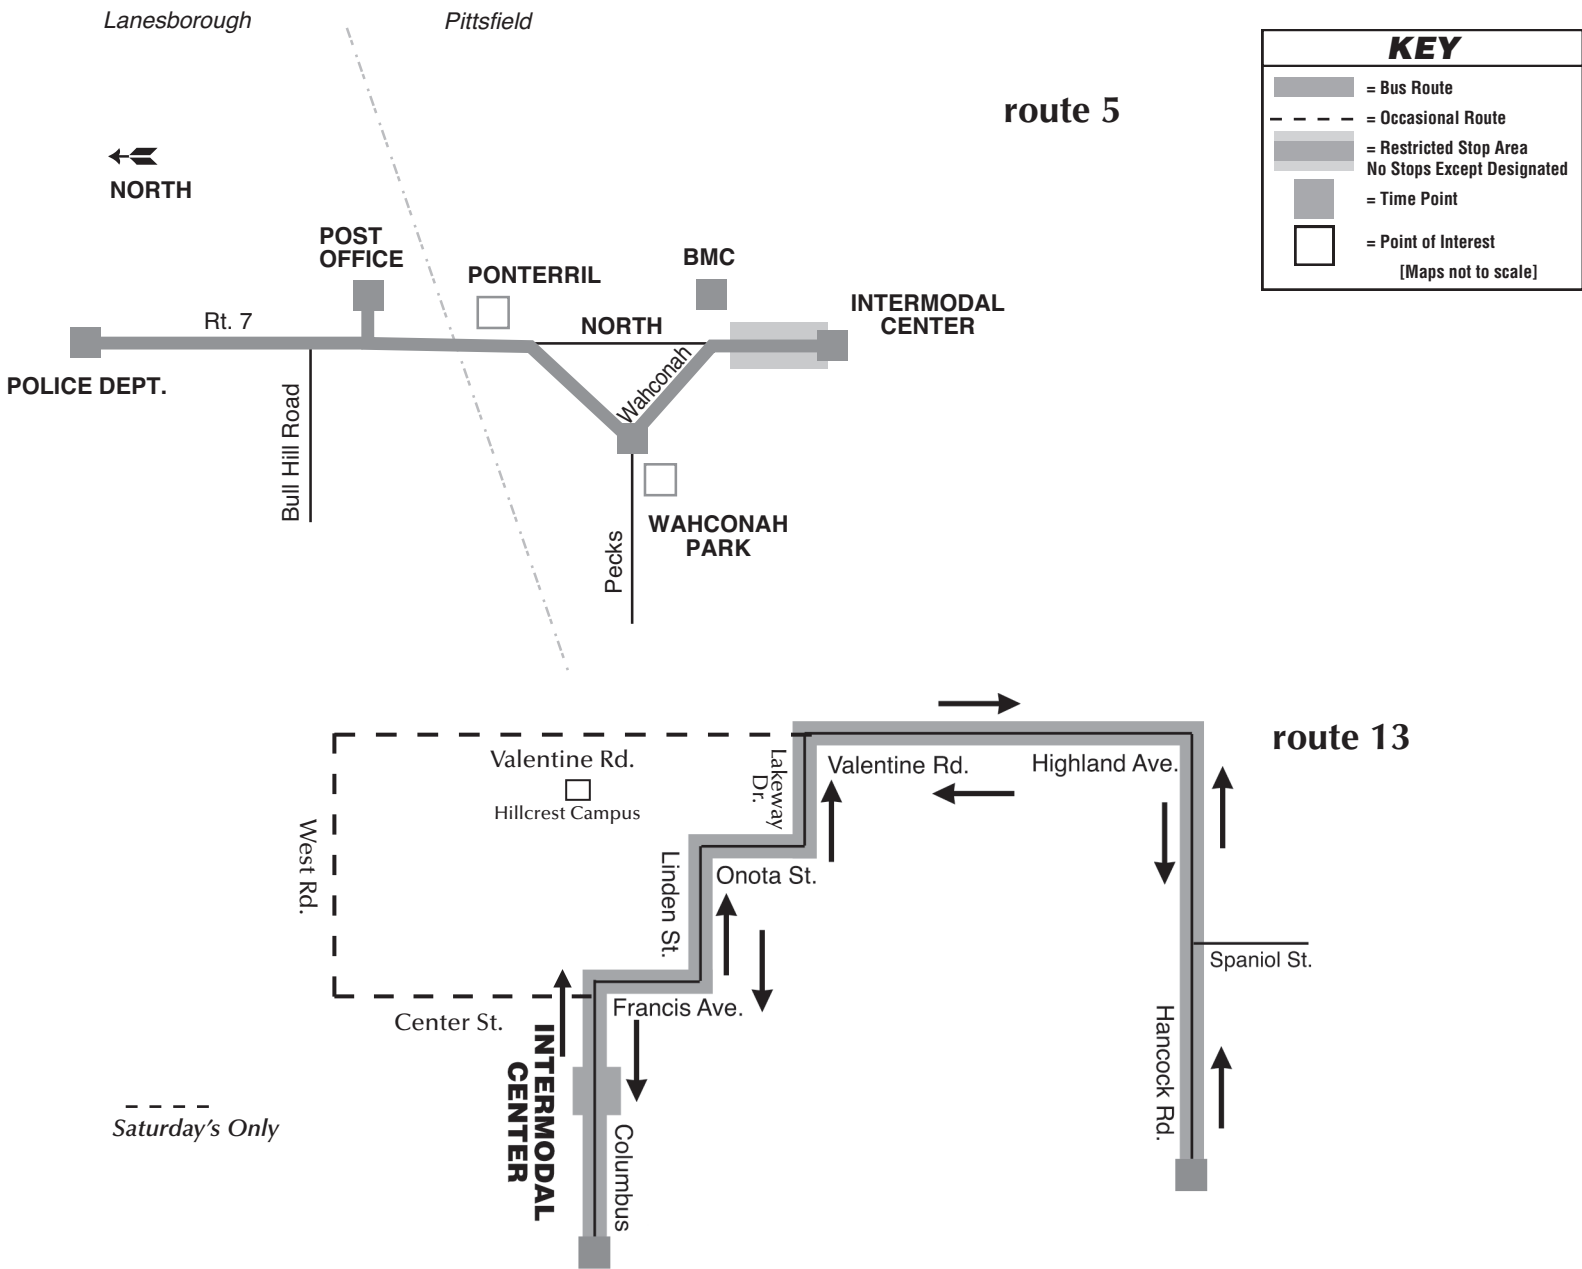 Lanesborough
Pittsfield
KEY
= Bus Route
= Occasional Route
= Restricted Stop Area
No Stops Except Designated
= Time Point
= Point of Interest
[Maps not to scale]
route 5
NORTH
POST
OFFICE
PONTERRIL
BMC
INTERMODAL
CENTER
Rt. 7
NORTH
POLICE DEPT.
Wahconah
Bull Hill Road
WAHCONAH
PARK
Pecks
route 13
Valentine Rd.
Hillcrest Campus
Lakeway
Dr.
Valentine Rd.
Highland Ave.
West Rd.
Linden St.
Onota St.
Spaniol St.
Francis Ave.
Center St.
Hancock Rd.
INTERMODAL
CENTER
Columbus
Saturday's Only